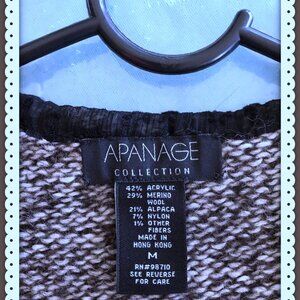 APANAGE
COLLECTION
42% ACRYLIC
29% MERINO
WOOL
21% ALPACA
7% NYLON
1% OTHER
FIBERS
MADE IN
HONG KONG
M
RN#98710
SEE REVERSE
FOR CARE